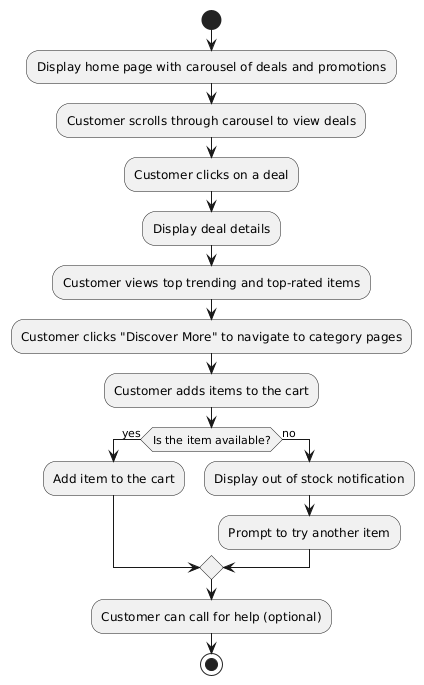 Display home page with carousel of deals and promotions
Customer scrolls through carousel to view deals
Customer clicks on a deal
Display deal details
Customer views top trending and top-rated items
Customer clicks "Discover More" to navigate to category pages
Customer adds items to the cart
yes
Is the item available?
no
Add item to the cart
Display out of stock notification
Prompt to try another item
Customer can call for help (optional)